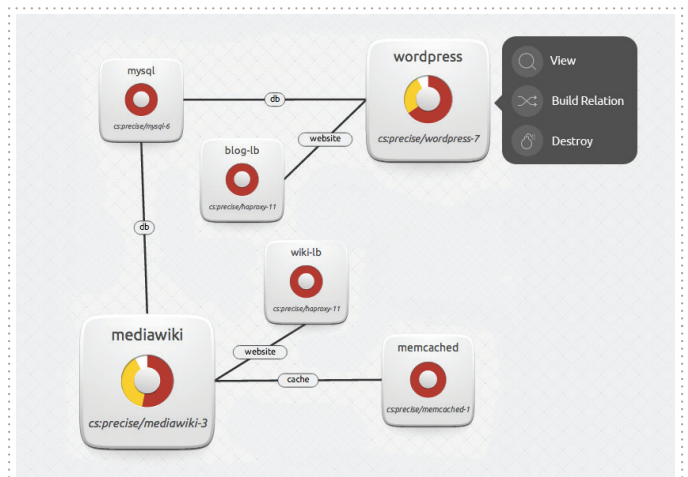 wordpress
cs:precise/wordpress-7
View
Build Relation
Destroy
mysql
cs:precise/mysql-6
db
website
blog-lb
cs:precise/haproxy-11
db
wiki-lb
cs:precise/haproxy-11
mediawiki
cs:precise/mediawiki-3
website
cache
memcached
cs:precise/memcached-1